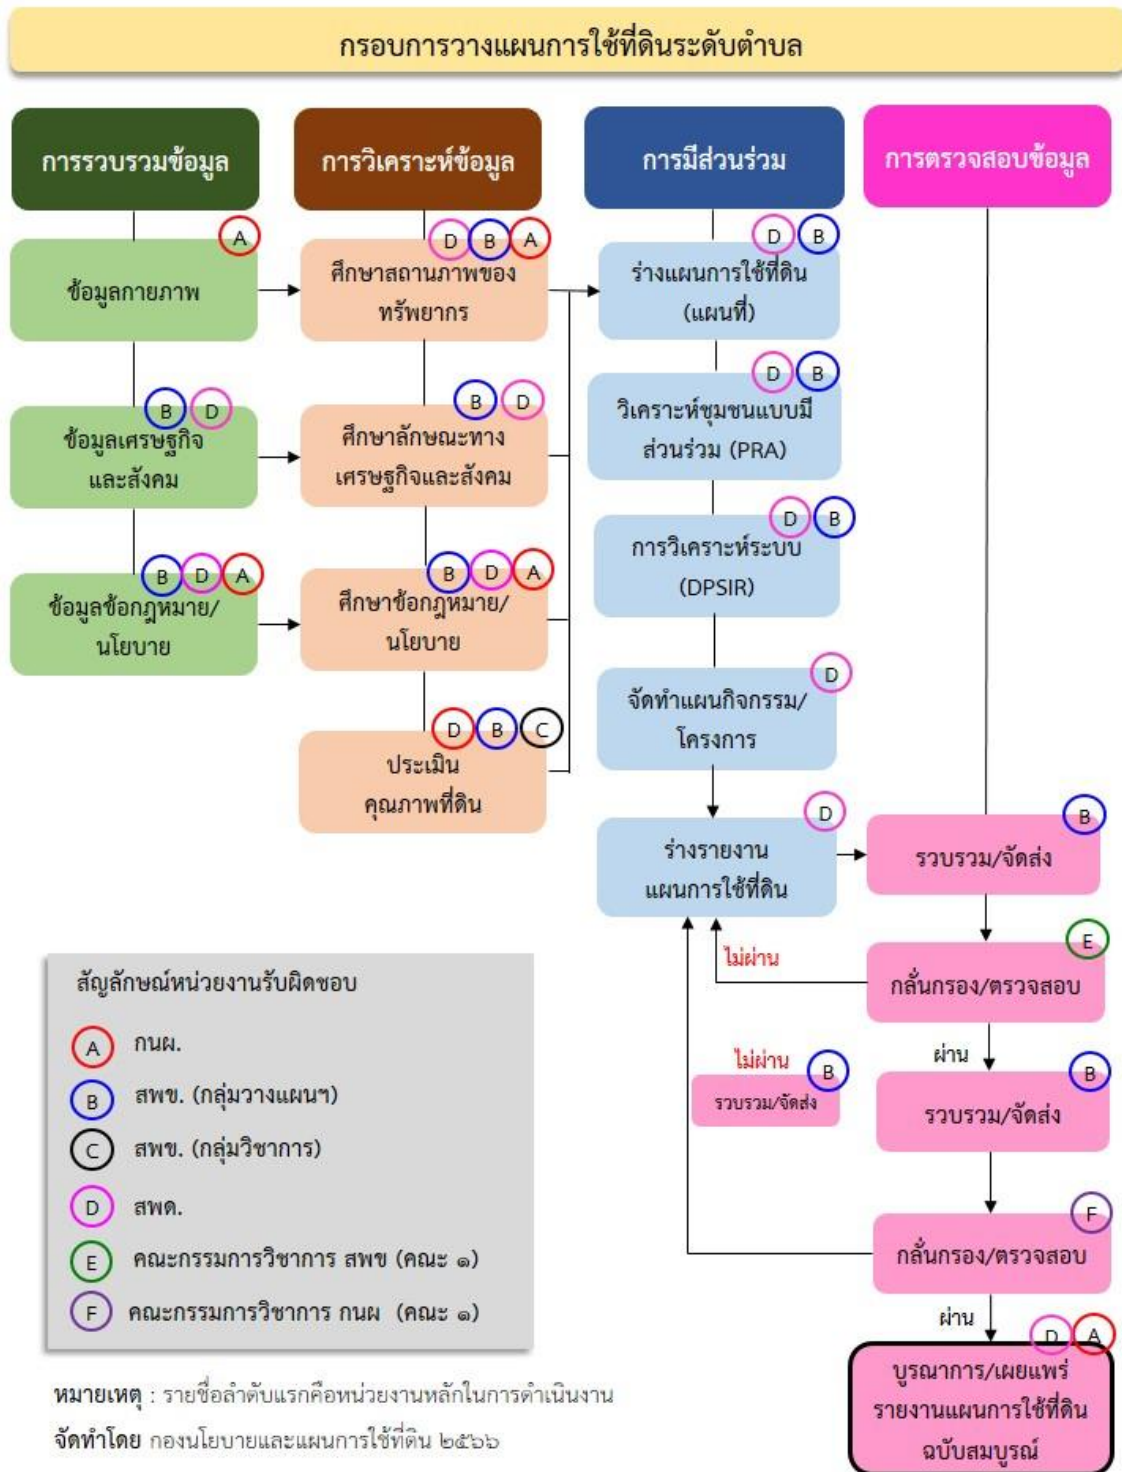 กรอบการวางแผนการใช้ที่ดินระดับตำบล
การรวบรวมข้อมูล
A
ข้อมูลกายภาพ
B D
ข้อมูลเศรษฐกิจ
และสังคม
B D A
ข้อมูลข้อกฎหมาย/
นโยบาย
การวิเคราะห์ข้อมูล
D B A
ศึกษาสถานภาพของ
ทรัพยากร
B D
ศึกษาลักษณะทาง
เศรษฐกิจและสังคม
B D A
ศึกษาข้อกฎหมาย/
นโยบาย
D B C
ประเมิน
คุณภาพที่ดิน
การมีส่วนร่วม
D B
ร่างแผนการใช้ที่ดิน
(แผนที่)
D B
วิเคราะห์ชุมชนแบบมี
ส่วนร่วม (PRA)
D B
การวิเคราะห์ระบบ
(DPSIR)
D
จัดทำแผนกิจกรรม/
โครงการ
D
ร่างรายงาน
แผนการใช้ที่ดิน
การตรวจสอบข้อมูล
B
รวบรวม/จัดส่ง
E
กลั่นกรอง/ตรวจสอบ
ไม่ผ่าน
ผ่าน
B
รวบรวม/จัดส่ง
ไม่ผ่าน
B
รวบรวม/จัดส่ง
F
กลั่นกรอง/ตรวจสอบ
ผ่าน
D A
บูรณาการ/เผยแพร่
รายงานแผนการใช้ที่ดิน
ฉบับสมบูรณ์
สัญลักษณ์หน่วยงานรับผิดชอบ
A กนผ.
B สพข. (กลุ่มวางแผนฯ)
C สพข. (กลุ่มวิชาการ)
D สพด.
E คณะกรรมการวิชาการ สพข (คณะ ๑)
F คณะกรรมการวิชาการ กนผ (คณะ ๑)
หมายเหตุ : รายชื่อลำดับแรกคือหน่วยงานหลักในการดำเนินงาน
จัดทำโดย กองนโยบายและแผนการใช้ที่ดิน ๒๕๖๖